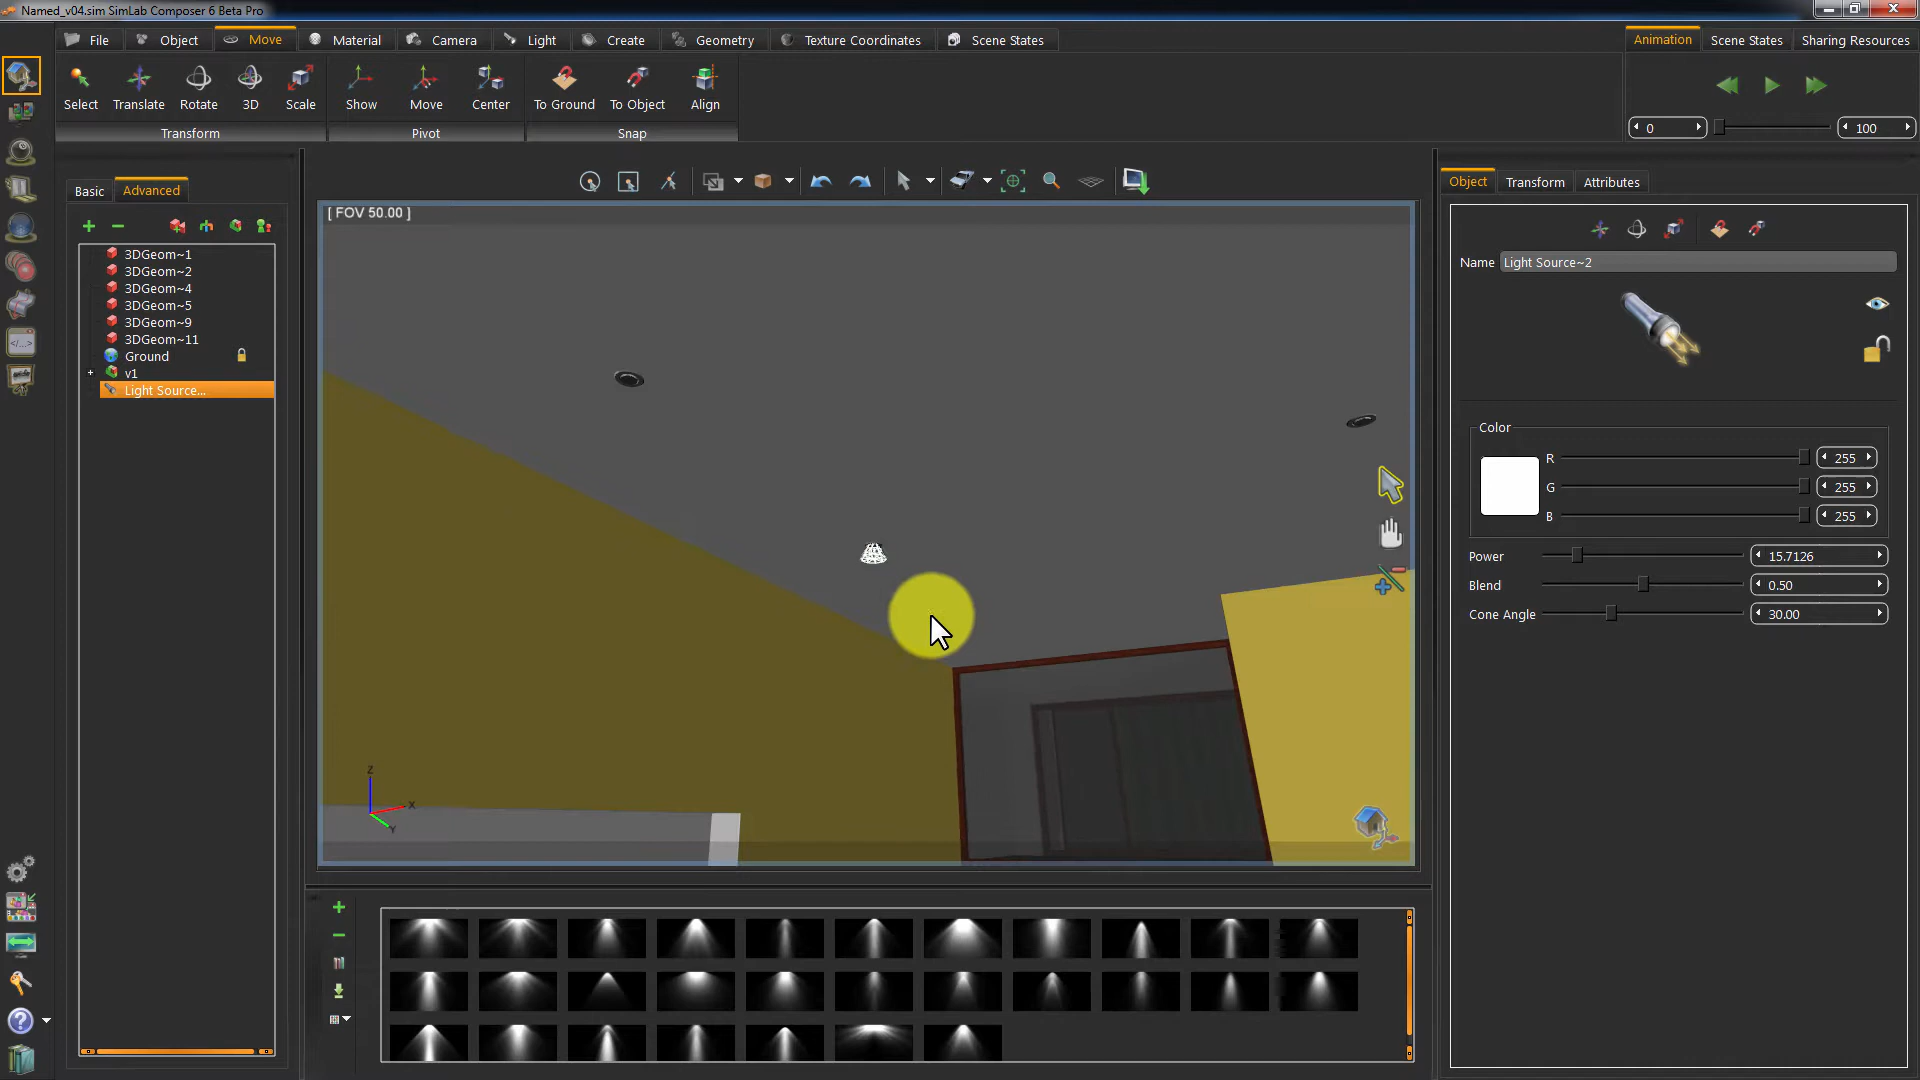 Named_v04.sim SimLab Composer 6 Beta Pro
File Object Move Material Camera Light Create Geometry Texture Coordinates Scene States
Animation Scene States Sharing Resources
Select Translate Rotate 3D Scale Show Move Center To Ground To Object Align
Transform Pivot Snap
0 100
Basic Advanced
Object Transform Attributes
[ FOV 50.00 ]
3DGeom~1
3DGeom~2
3DGeom~4
3DGeom~5
3DGeom~9
3DGeom~11
Ground
v1
Light Source...
Name Light Source~2
Color
R 255
G 255
B 255
Power 15.7126
Blend 0.50
Cone Angle 30.00
Z
X
Y